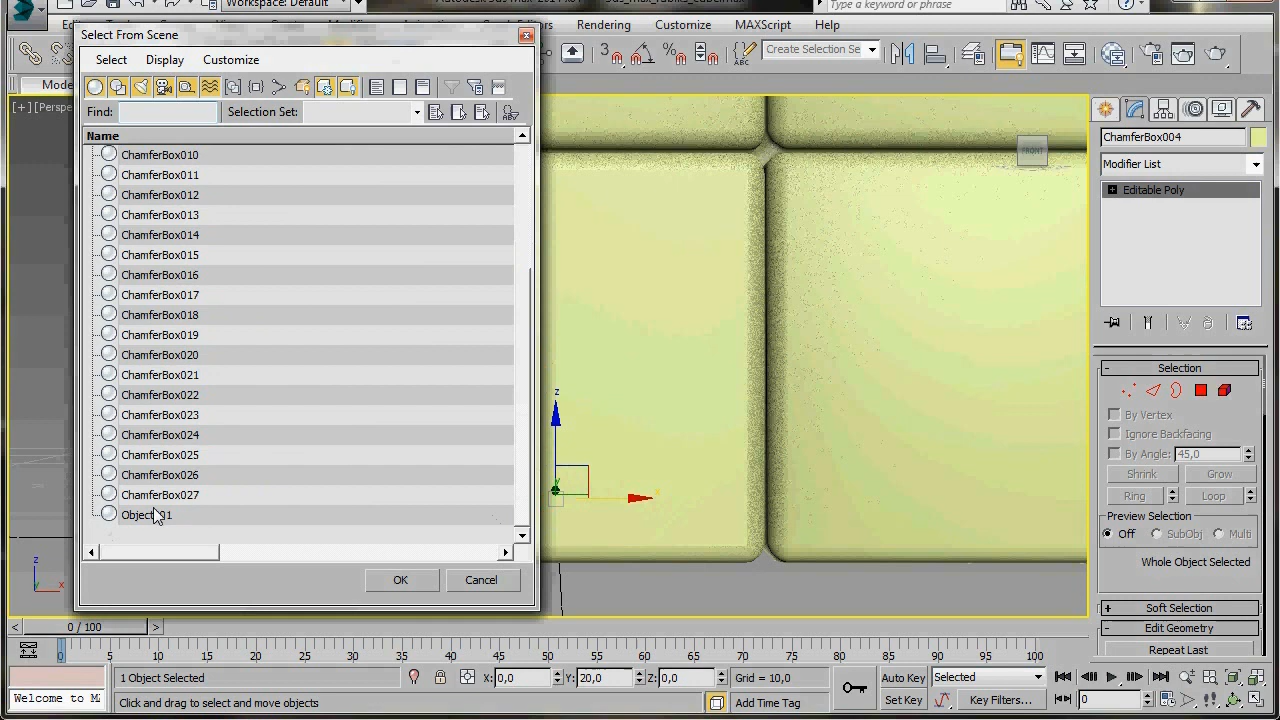 Workspace: Default
Type a keyword or phrase
Select From Scene
Rendering Customize MAXScript Help
Select Display Customize
Create Selection Se
Mode
Find: Selection Set:
[+][Perspe
Name
ChamferBox010
ChamferBox011
ChamferBox012
ChamferBox013
ChamferBox014
ChamferBox015
ChamferBox016
ChamferBox017
ChamferBox018
ChamferBox019
ChamferBox020
ChamferBox021
ChamferBox022
ChamferBox023
ChamferBox024
ChamferBox025
ChamferBox026
ChamferBox027
OK Cancel
FRONT
z
x
z
x
ChamferBox004
Modifier List
Editable Poly
- Selection
By Vertex
Ignore Backfacing
By Angle: 45,0
Shrink Grow
Ring Loop
Preview Selection
Off SubObj Multi
Whole Object Selected
+ Soft Selection
- Edit Geometry
Repeat Last
< 0 / 100 >
0 5 10 15 20 25 30 35 40 45 50 55 60 65 70 75 80 85 90 95 100
1 Object Selected X: 0,0 Y: 20,0 Z: 0,0 Grid = 10,0 Auto Key Selected
Welcome to M
Click and drag to select and move objects Add Time Tag Set Key Key Filters... 0